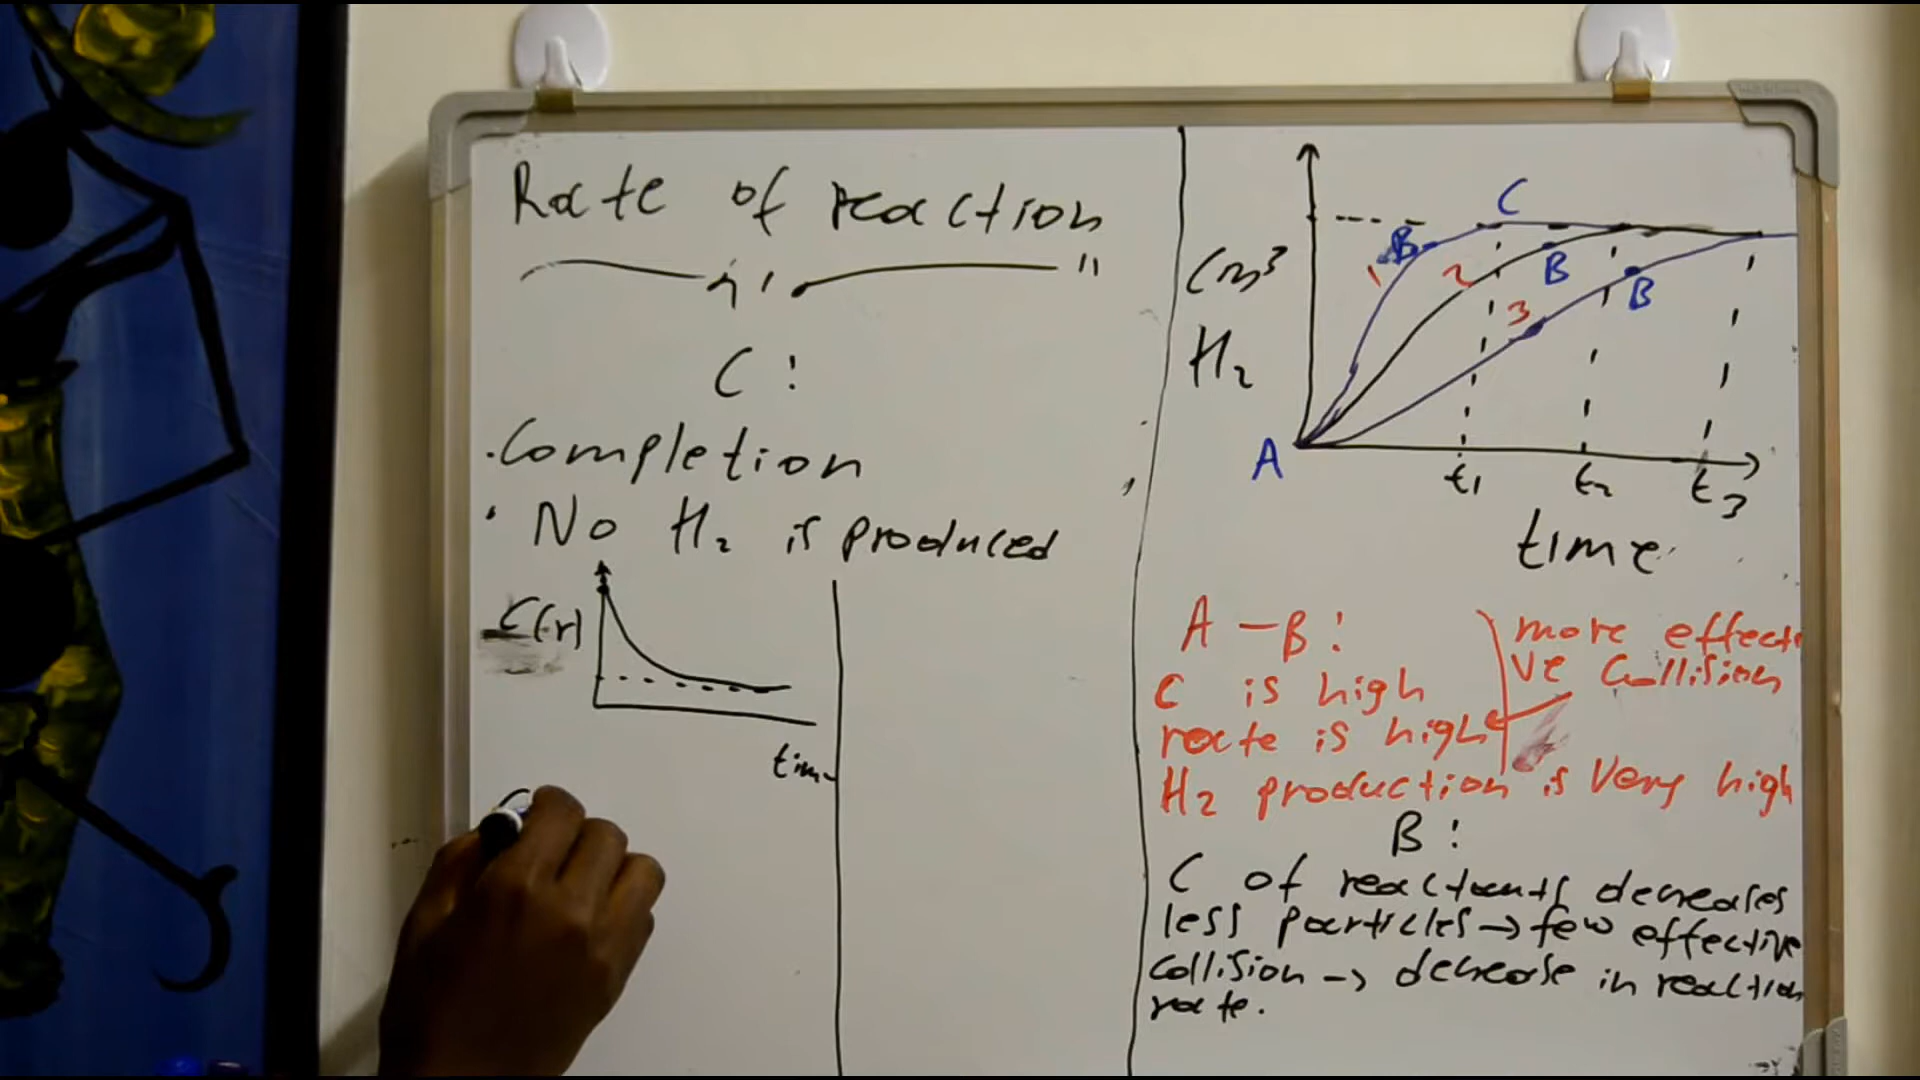 Rate of reaction
" "
C :
· Completion
· No H₂ is produced
C(r)
time
C
C
B
1
2
B
3
B
Cm³
H₂
A
t₁
t₂
t₃
time
A – B :
C is high
rate is high
more effecti
ve Collision
H₂ production is very high
B :
C of reactants decreases
less particles → few effective
collision → decrease in reaction
rate.